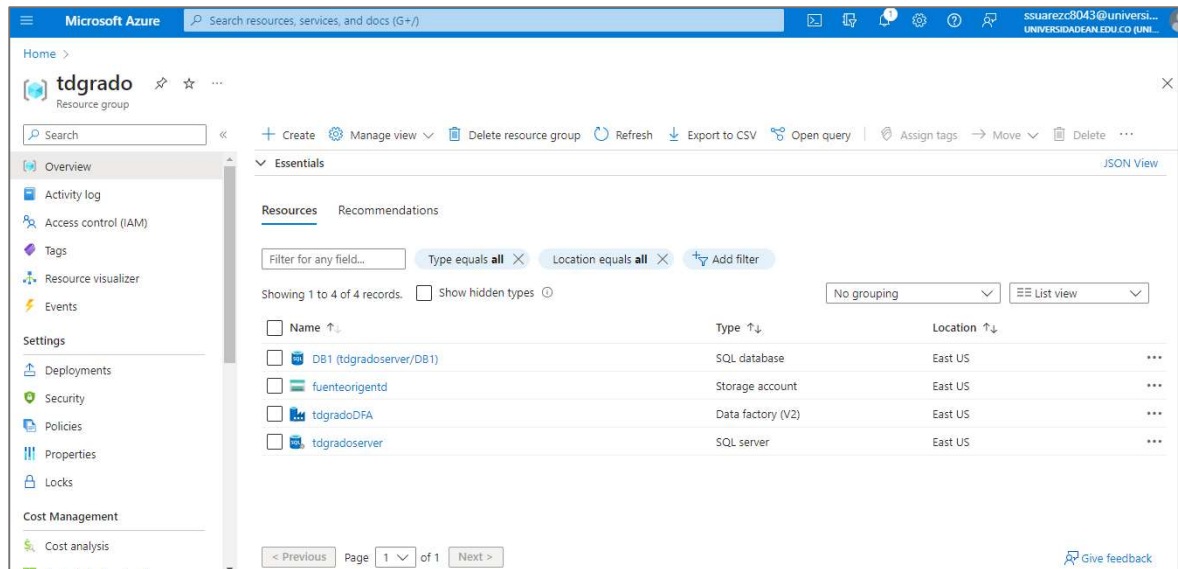 Microsoft Azure
Search resources, services, and docs (G+/)
1
ssuarezc8043@universi...
UNIVERSIDADEAN.EDU.CO (UNI...
Home >
tdgrado
Resource group
Search
«
+ Create
Manage view
Delete resource group
Refresh
Export to CSV
Open query
Assign tags
Move
Delete
...
Overview
Activity log
Access control (IAM)
Tags
Resource visualizer
Events
Settings
Deployments
Security
Policies
Properties
Locks
Cost Management
Cost analysis
Essentials
JSON View
Resources Recommendations
Filter for any field...
Type equals all
Location equals all
Add filter
Showing 1 to 4 of 4 records.
Show hidden types
No grouping
List view
Name Type Location
DB1 (tdgradoserver/DB1) SQL database East US
fuenteorigentd Storage account East US
tdgradoDFA Data factory (V2) East US
tdgradoserver SQL server East US
< Previous Page 1 of 1 Next >
Give feedback